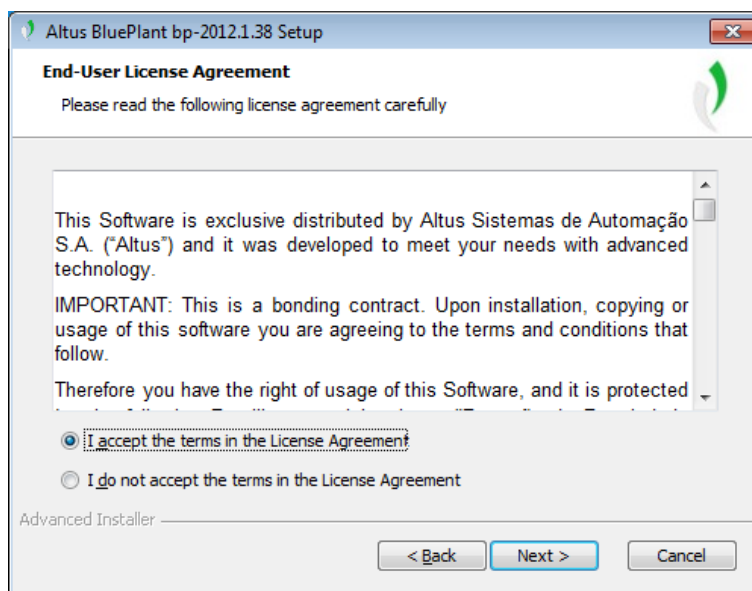 Altus BluePlant bp-2012.1.38 Setup
End-User License Agreement
Please read the following license agreement carefully
This Software is exclusive distributed by Altus Sistemas de Automação
S.A. (“Altus”) and it was developed to meet your needs with advanced
technology.
IMPORTANT: This is a bonding contract. Upon installation, copying or
usage of this software you are agreeing to the terms and conditions that
follow.
Therefore you have the right of usage of this Software, and it is protected
I accept the terms in the License Agreement
I do not accept the terms in the License Agreement
Advanced Installer
< Back
Next >
Cancel